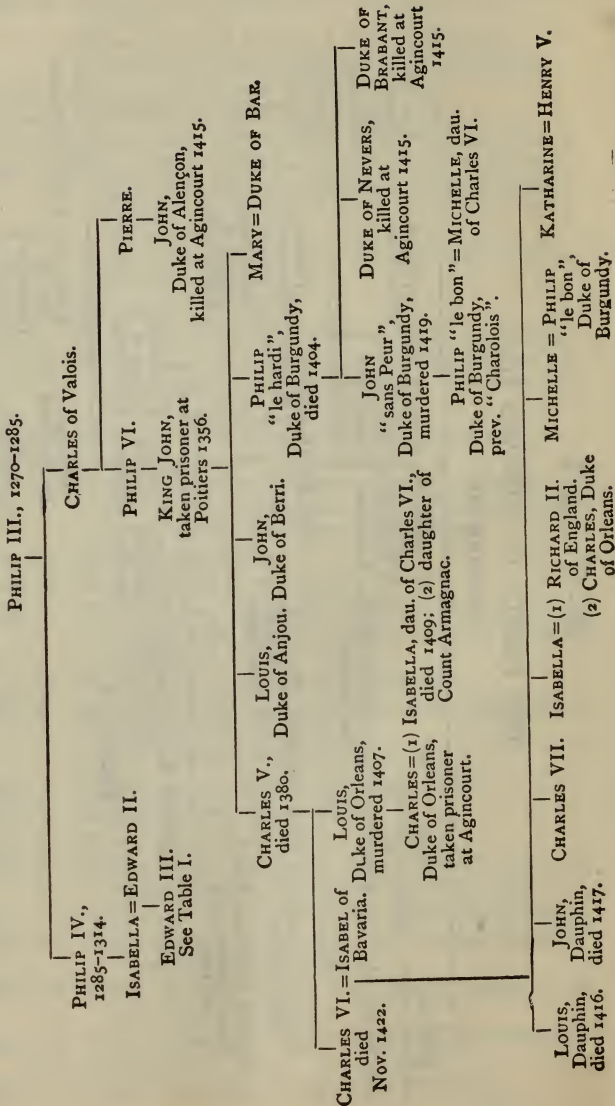 PHILIP III., 1270-1285.
PHILIP IV.,
1285-1314.
CHARLES of Valois.
ISABELLA=EDWARD II.
EDWARD III.
See Table I.
PHILIP VI.
PIERRE.
KING JOHN,
taken prisoner at
Poitiers 1356.
JOHN,
Duke of Alençon,
killed at Agincourt 1415.
CHARLES V.,
died 1380.
LOUIS,
Duke of Anjou.
JOHN,
Duke of Berri.
PHILIP
"le hardi",
Duke of Burgundy,
died 1404.
MARY=DUKE OF BAR.
CHARLES VI.=ISABEL of
died
Nov. 1422.
Bavaria.
LOUIS,
Duke of Orleans,
murdered 1407.
JOHN
"sans Peur",
Duke of Burgundy,
murdered 1419.
DUKE OF NEVERS,
killed at
Agincourt 1415.
DUKE OF
BRABANT,
killed at
Agincourt
1415.
CHARLES=(1) ISABELLA, dau. of Charles VI.,
Duke of Orleans,
taken prisoner
at Agincourt.
died 1409; (2) daughter of
Count Armagnac.
PHILIP "le bon"=MICHELLE, dau.
Duke of Burgundy,
prev. "Charolois".
of Charles VI.
LOUIS,
Dauphin,
died 1416.
JOHN,
Dauphin,
died 1417.
CHARLES VII.
ISABELLA=(1) RICHARD II.
of England.
(2) CHARLES, Duke
of Orleans.
MICHELLE=PHILIP
"le bon",
Duke of
Burgundy.
KATHARINE=HENRY V.